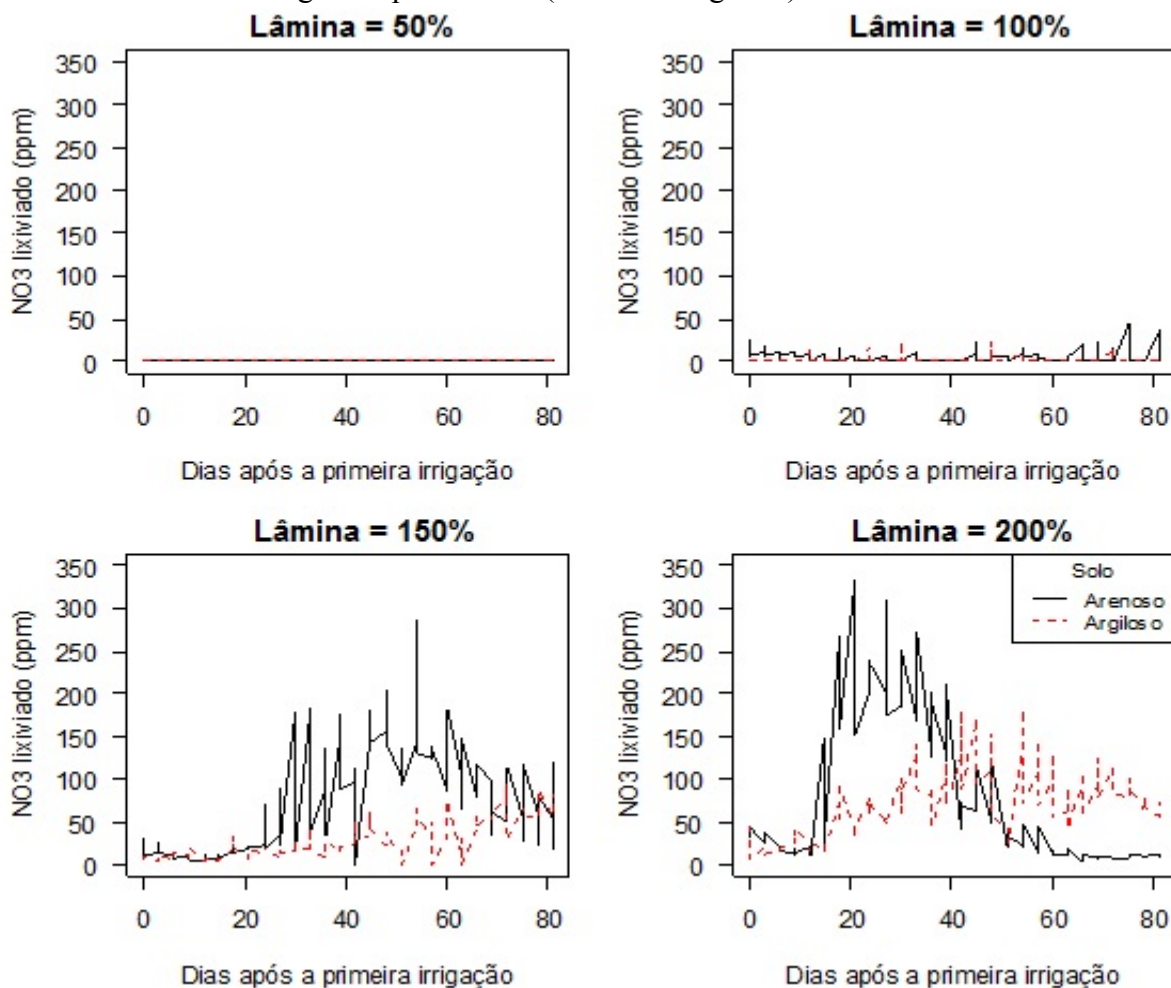 Lâmina = 50%
350
300
250
200
150
100
50
0
NO3 lixiviado (ppm)
0 20 40 60 80
Dias após a primeira irrigação
Lâmina = 100%
350
300
250
200
150
100
50
0
NO3 lixiviado (ppm)
0 20 40 60 80
Dias após a primeira irrigação
Lâmina = 150%
350
300
250
200
150
100
50
0
NO3 lixiviado (ppm)
0 20 40 60 80
Dias após a primeira irrigação
Lâmina = 200%
350
300
250
200
150
100
50
0
NO3 lixiviado (ppm)
Solo
Arenoso
Argiloso
0 20 40 60 80
Dias após a primeira irrigação